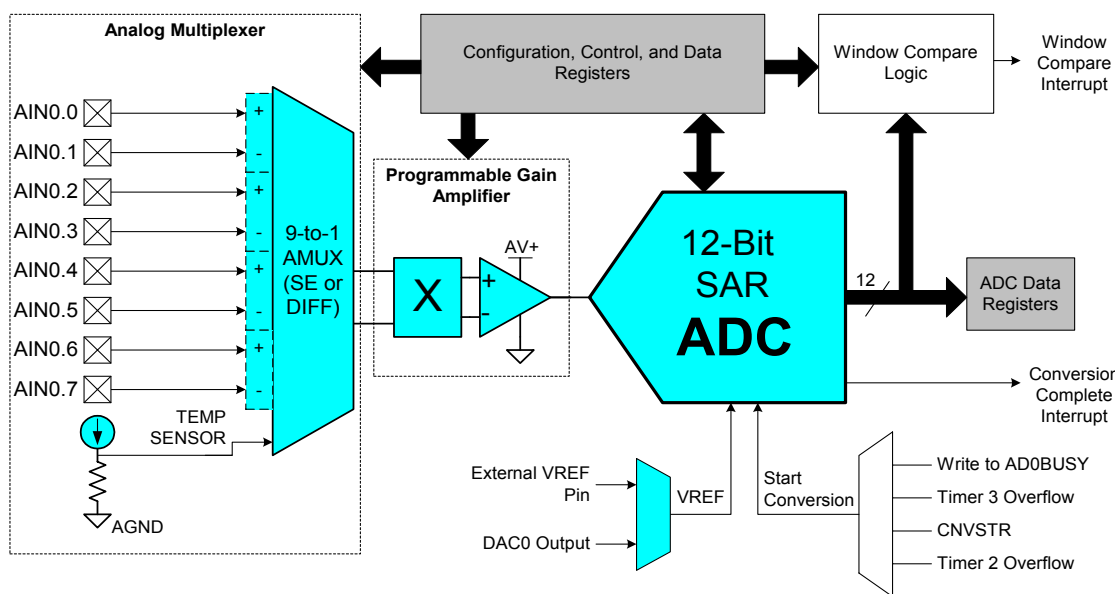 Analog Multiplexer
AIN0.0
AIN0.1
AIN0.2
AIN0.3
AIN0.4
AIN0.5
AIN0.6
AIN0.7
+
-
+
-
+
-
+
-
9-to-1
AMUX
(SE or
DIFF)
TEMP
SENSOR
AGND
Configuration, Control, and Data
Registers
Window Compare
Logic
Window
Compare
Interrupt
Programmable Gain
Amplifier
X
+
-
AV+
12-Bit
SAR
ADC
12
ADC Data
Registers
Conversion
Complete
Interrupt
External VREF
Pin
DAC0 Output
VREF
Start
Conversion
Write to AD0BUSY
Timer 3 Overflow
CNVSTR
Timer 2 Overflow